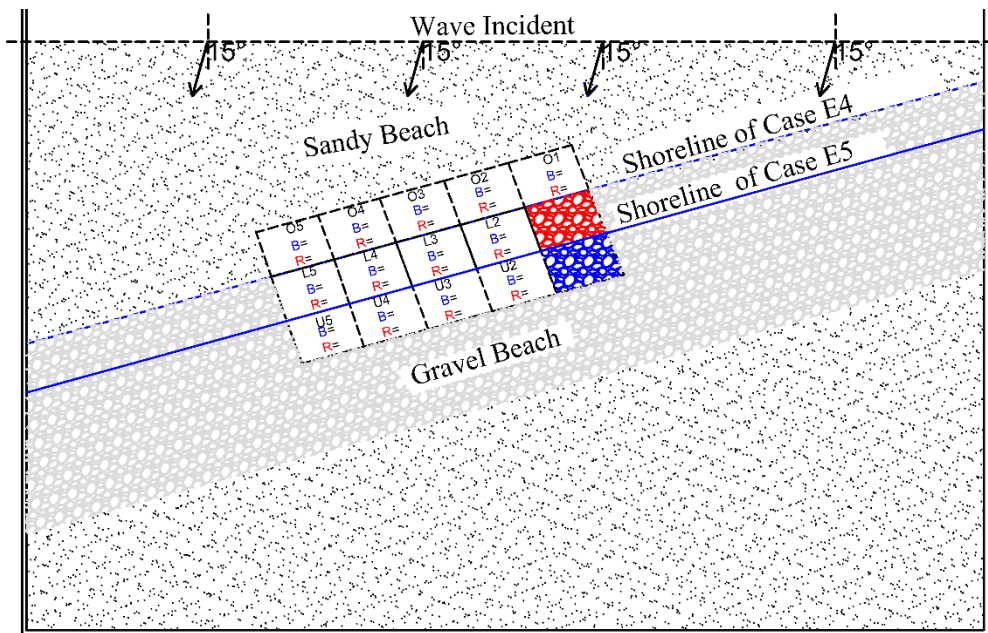 Wave Incident
15°
15°
15°
15°
Sandy Beach
Shoreline of Case E4
Shoreline of Case E5
O1
B=
R=
O2
B=
R=
O3
B=
R=
O4
B=
R=
O5
B=
R=
L2
B=
R=
L3
B=
R=
L4
B=
R=
L5
B=
R=
U2
B=
R=
U3
B=
R=
U4
B=
R=
U5
B=
R=
Gravel Beach